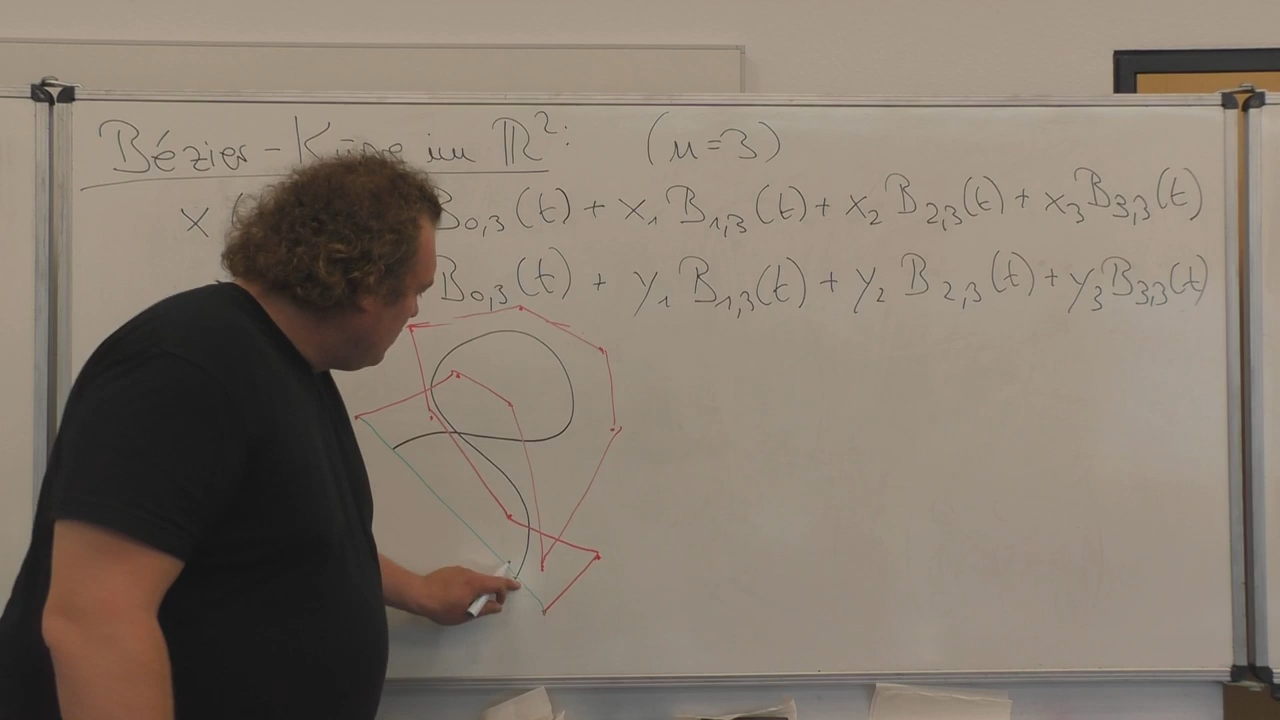 Bézier - Kurve im ℝ²: (n=3)
x ( B₀,₃(t) + x₁ B₁,₃(t) + x₂ B₂,₃(t) + x₃ B₃,₃(t)
B₀,₃(t) + y₁ B₁,₃(t) + y₂ B₂,₃(t) + y₃ B₃,₃(t)